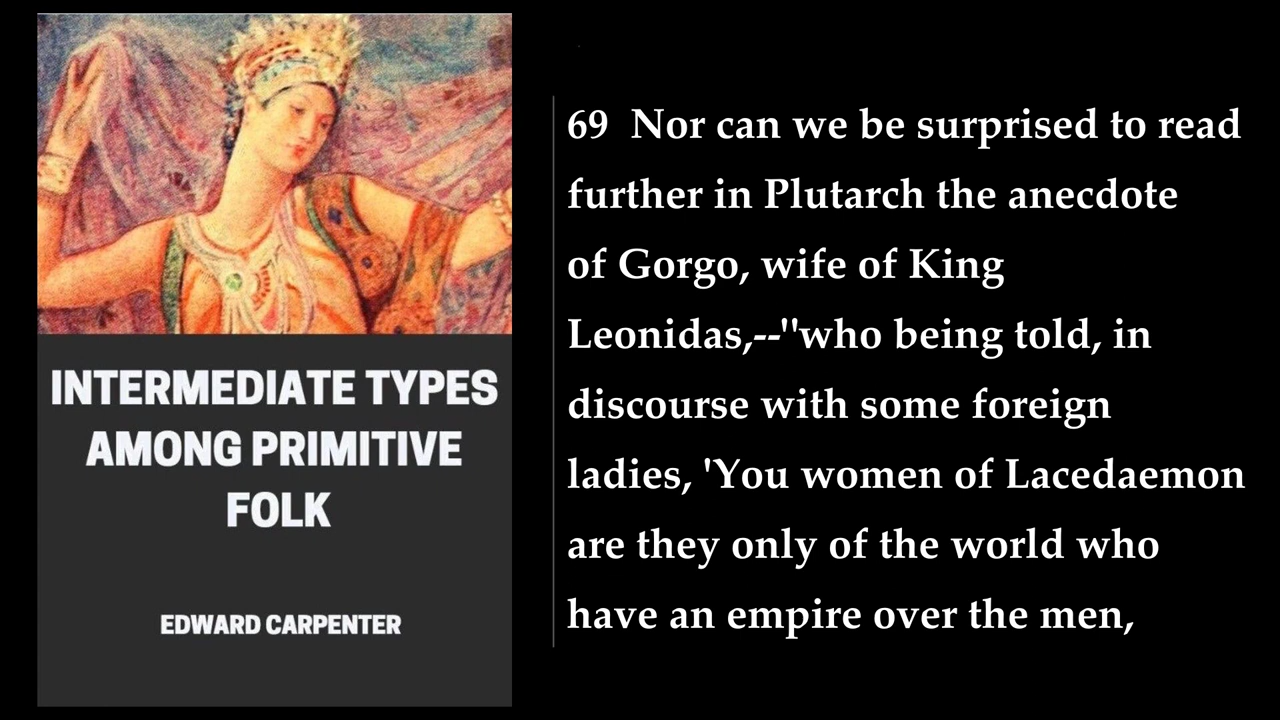 INTERMEDIATE TYPES
AMONG PRIMITIVE
FOLK
EDWARD CARPENTER
69  Nor can we be surprised to read
further in Plutarch the anecdote
of Gorgo, wife of King
Leonidas,--"who being told, in
discourse with some foreign
ladies, 'You women of Lacedaemon
are they only of the world who
have an empire over the men,